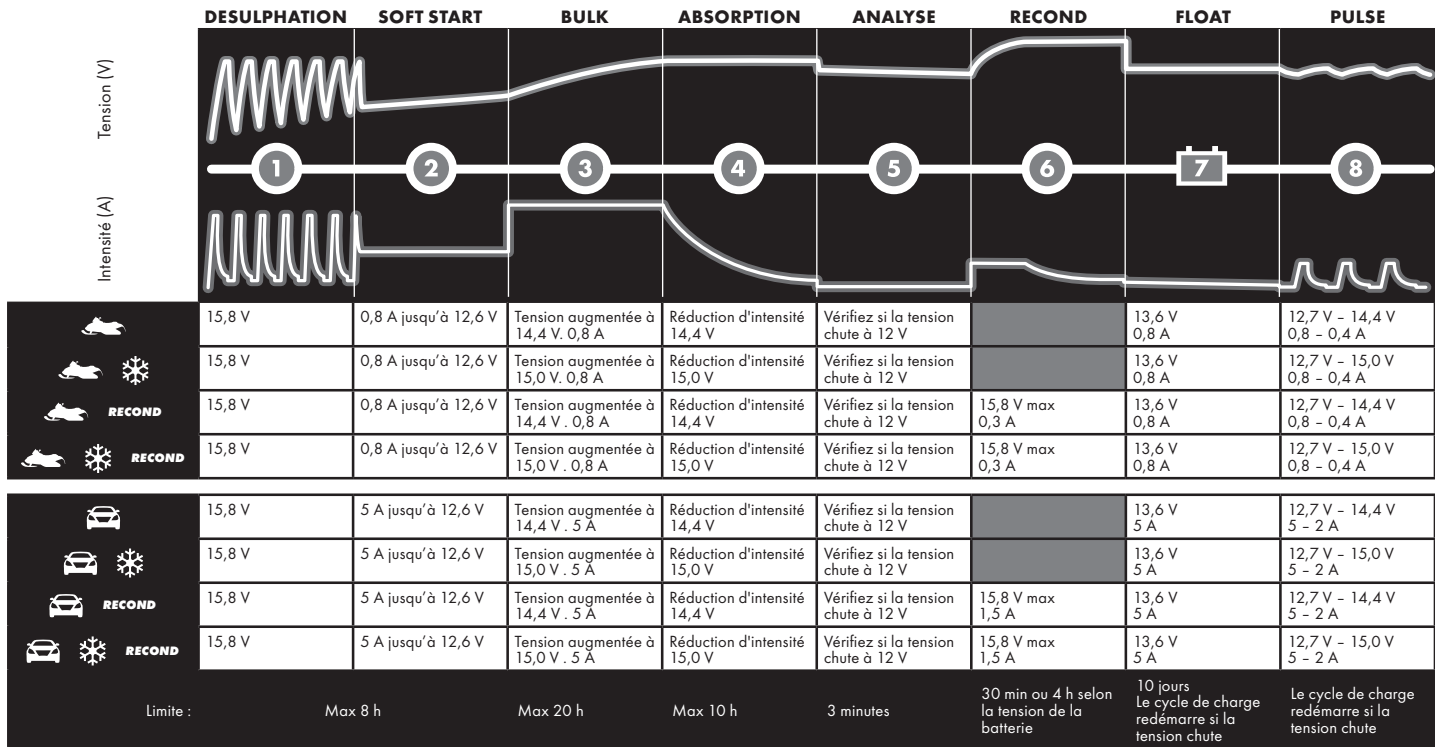 DESULPHATION SOFT START BULK ABSORPTION ANALYSE RECOND FLOAT PULSE
Tension (V)
1 2 3 4 5 6 7 8
Intensité (A)
15,8 V 0,8 A jusqu'à 12,6 V Tension augmentée à Réduction d'intensité Vérifiez si la tension 13,6 V 12,7 V – 14,4 V
14,4 V. 0,8 A 14,4 V chute à 12 V 0,8 A 0,8 – 0,4 A
15,8 V 0,8 A jusqu'à 12,6 V Tension augmentée à Réduction d'intensité Vérifiez si la tension 13,6 V 12,7 V – 15,0 V
15,0 V. 0,8 A 15,0 V chute à 12 V 0,8 A 0,8 – 0,4 A
RECOND 15,8 V 0,8 A jusqu'à 12,6 V Tension augmentée à Réduction d'intensité Vérifiez si la tension 15,8 V max 13,6 V 12,7 V – 14,4 V
14,4 V . 0,8 A 14,4 V chute à 12 V 0,3 A 0,8 A 0,8 – 0,4 A
RECOND 15,8 V 0,8 A jusqu'à 12,6 V Tension augmentée à Réduction d'intensité Vérifiez si la tension 15,8 V max 13,6 V 12,7 V – 15,0 V
15,0 V . 0,8 A 15,0 V chute à 12 V 0,3 A 0,8 A 0,8 – 0,4 A
15,8 V 5 A jusqu'à 12,6 V Tension augmentée à Réduction d'intensité Vérifiez si la tension 13,6 V 12,7 V – 14,4 V
14,4 V . 5 A 14,4 V chute à 12 V 5 A 5 – 2 A
15,8 V 5 A jusqu'à 12,6 V Tension augmentée à Réduction d'intensité Vérifiez si la tension 13,6 V 12,7 V – 15,0 V
15,0 V . 5 A 15,0 V chute à 12 V 5 A 5 – 2 A
RECOND 15,8 V 5 A jusqu'à 12,6 V Tension augmentée à Réduction d'intensité Vérifiez si la tension 15,8 V max 13,6 V 12,7 V – 14,4 V
14,4 V . 5 A 14,4 V chute à 12 V 1,5 A 5 A 5 – 2 A
RECOND 15,8 V 5 A jusqu'à 12,6 V Tension augmentée à Réduction d'intensité Vérifiez si la tension 15,8 V max 13,6 V 12,7 V – 15,0 V
15,0 V . 5 A 15,0 V chute à 12 V 1,5 A 5 A 5 – 2 A
Limite : Max 8 h Max 20 h Max 10 h 3 minutes
30 min ou 4 h selon
la tension de la
batterie
10 jours
Le cycle de charge
redémarre si la
tension chute
Le cycle de charge
redémarre si la
tension chute